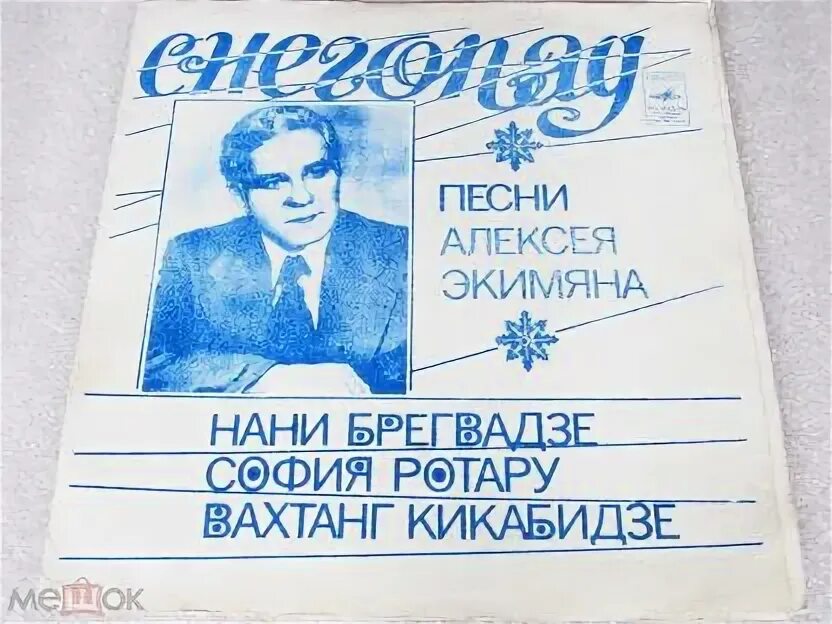 снегопад
ПЕСНИ
АЛЕКСЕЯ
ЭКИМЯНА
НАНИ БРЕГВАДЗЕ
СОФИЯ РОТАРУ
ВАХТАНГ КИКАБИДЗЕ
мешок